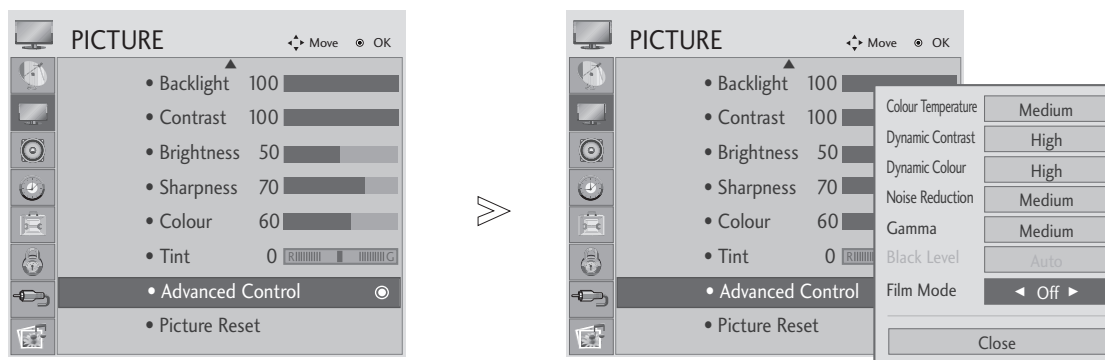 PICTURE Move OK
• Backlight 100
• Contrast 100
• Brightness 50
• Sharpness 70
• Colour 60
• Tint 0 R G
• Advanced Control
• Picture Reset
PICTURE Move OK
• Backlight 100
• Contrast 100
• Brightness 50
• Sharpness 70
• Colour 60
• Tint 0 R
• Advanced Control
• Picture Reset
Colour Temperature Medium
Dynamic Contrast High
Dynamic Colour High
Noise Reduction Medium
Gamma Medium
Black Level Auto
Film Mode ◄ Off ►
Close